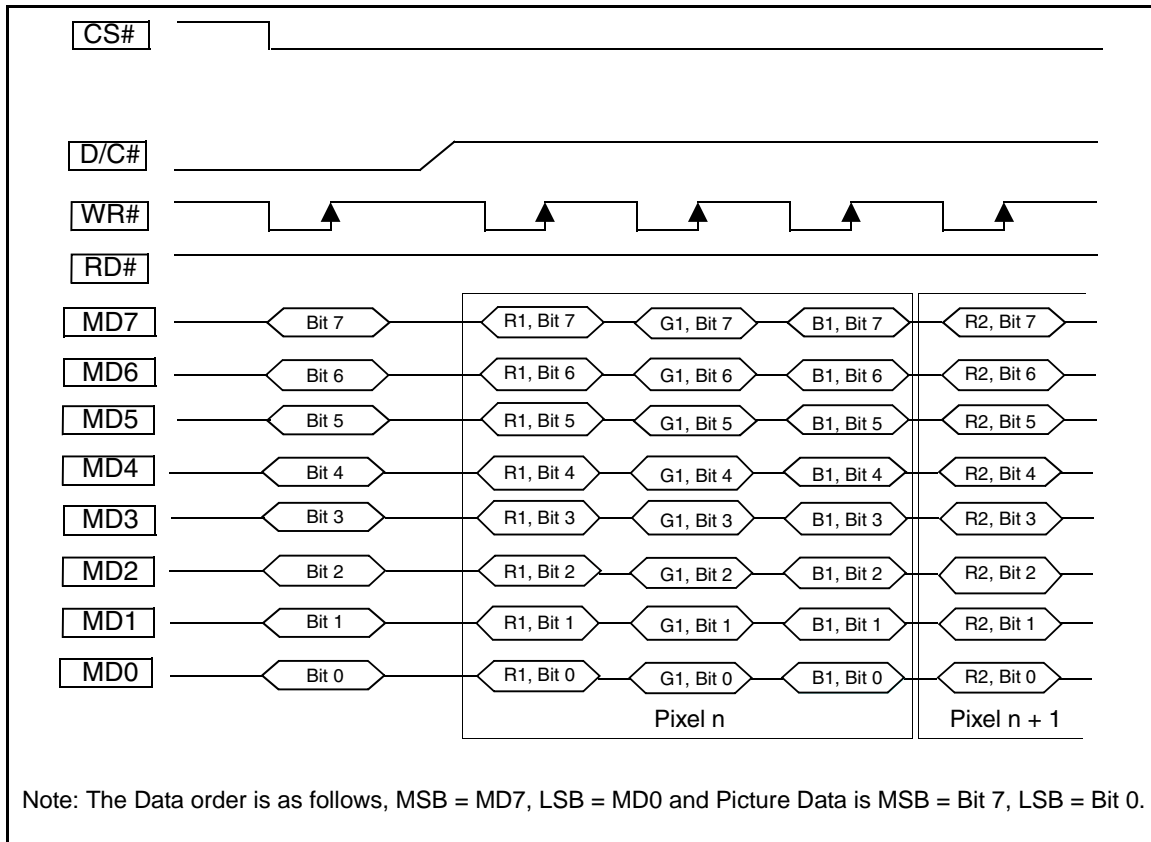 CS#
D/C#
WR#
RD#
MD7 Bit 7 R1, Bit 7 G1, Bit 7 B1, Bit 7 R2, Bit 7
MD6 Bit 6 R1, Bit 6 G1, Bit 6 B1, Bit 6 R2, Bit 6
MD5 Bit 5 R1, Bit 5 G1, Bit 5 B1, Bit 5 R2, Bit 5
MD4 Bit 4 R1, Bit 4 G1, Bit 4 B1, Bit 4 R2, Bit 4
MD3 Bit 3 R1, Bit 3 G1, Bit 3 B1, Bit 3 R2, Bit 3
MD2 Bit 2 R1, Bit 2 G1, Bit 2 B1, Bit 2 R2, Bit 2
MD1 Bit 1 R1, Bit 1 G1, Bit 1 B1, Bit 1 R2, Bit 1
MD0 Bit 0 R1, Bit 0 G1, Bit 0 B1, Bit 0 R2, Bit 0
Pixel n Pixel n + 1
Note: The Data order is as follows, MSB = MD7, LSB = MD0 and Picture Data is MSB = Bit 7, LSB = Bit 0.